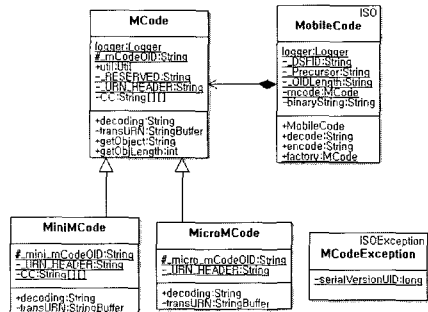 MCode
logger:Logger
#_mCodeOID:String
+util:Util
-_RESERVED:String
-_URN_HEADER:String
-CC:String[][]
+decoding:String
-transURN:StringBuffer
+getObject:String
+getObjLength:int
ISO
MobileCode
logger:Logger
-_DSFID:String
-_Precursor:String
-_OIDLength:String
-mcode:MCode
-binaryString:String
+MobileCode
+decode:String
+encode:String
+factory:MCode
MiniMCode
#_mini_mCodeOID:String
-_URN_HEADER:String
-CC:String[][]
+decoding:String
-transURN:StringBuffer
MicroMCode
#_micro_mCodeOID:String
-_URN_HEADER:String
+decoding:String
-transURN:StringBuffer
ISOException
MCodeException
-serialVersionUID:long